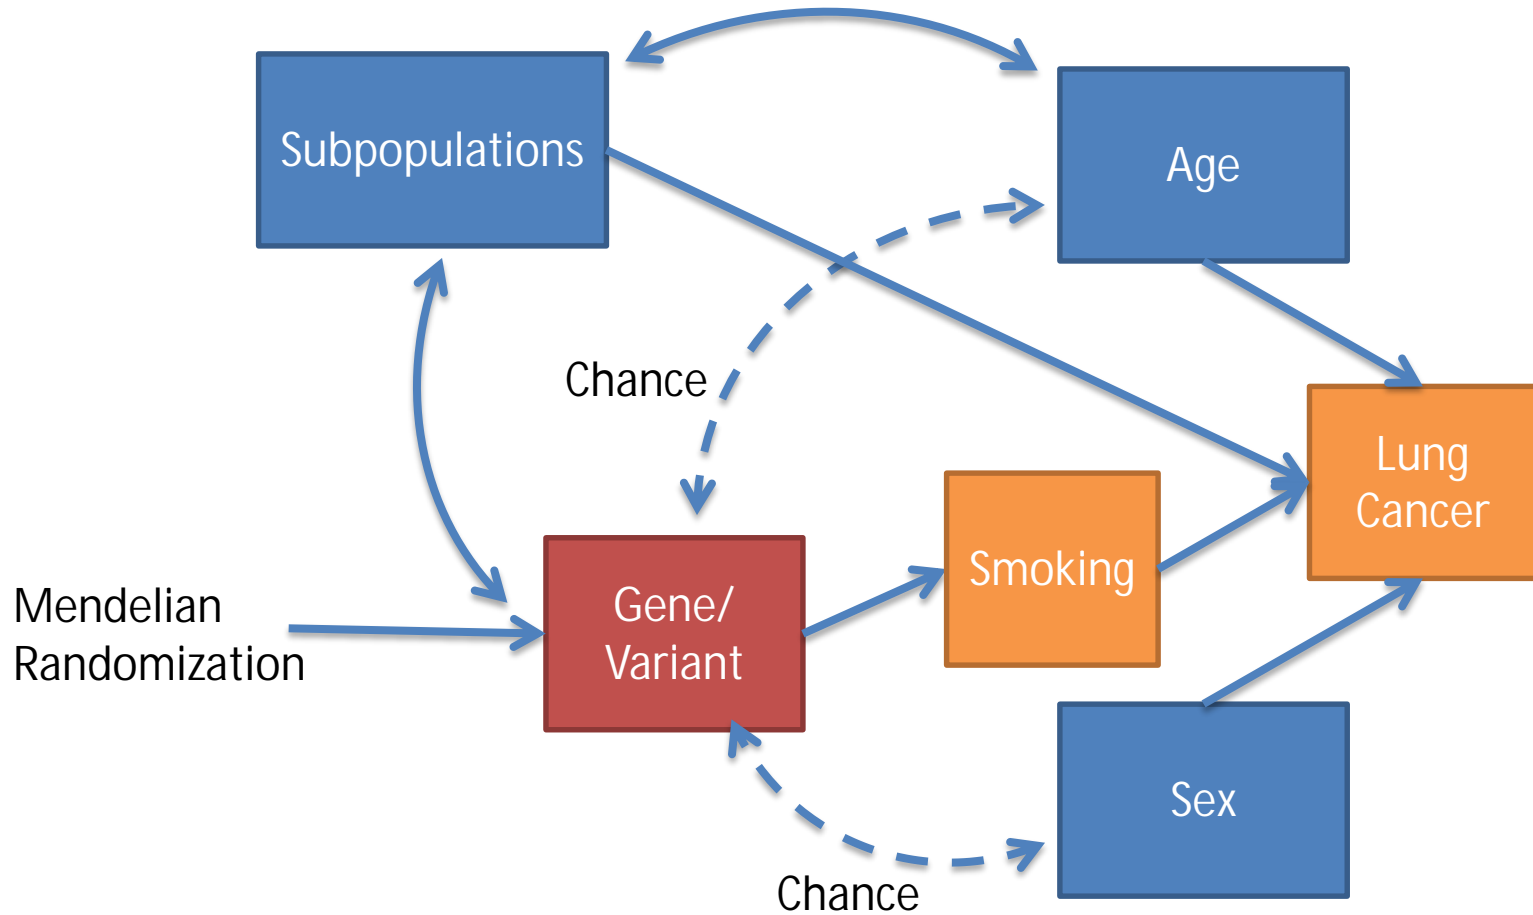 Subpopulations
Age
Chance
Lung
Cancer
Smoking
Mendelian
Randomization
Gene/
Variant
Sex
Chance